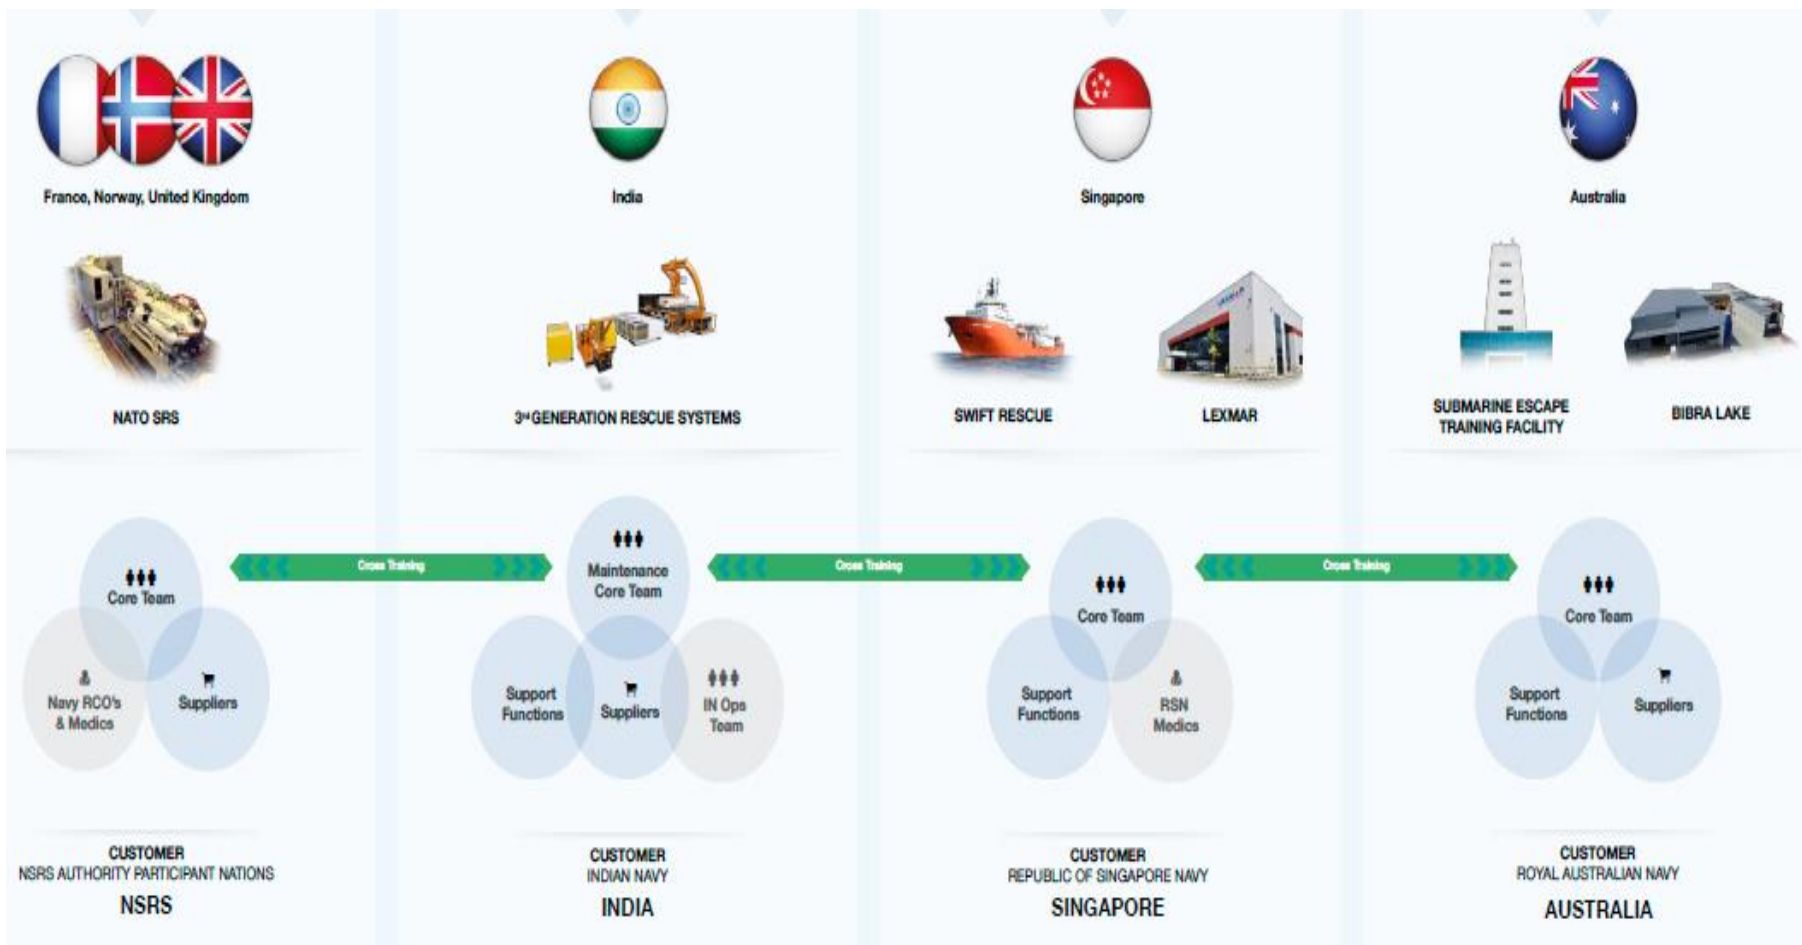 France, Norway, United Kingdom
NATO SRS
Core Team
Navy RCO's
& Medics
Suppliers
CUSTOMER
NSRS AUTHORITY PARTICIPANT NATIONS
NSRS
Cross Training
India
3rd GENERATION RESCUE SYSTEMS
Maintenance
Core Team
Support
Functions
Suppliers
IN Ops
Team
CUSTOMER
INDIAN NAVY
INDIA
Cross Training
Singapore
SWIFT RESCUE
LEXMAR
Core Team
Support
Functions
RSN
Medics
CUSTOMER
REPUBLIC OF SINGAPORE NAVY
SINGAPORE
Cross Training
Australia
SUBMARINE ESCAPE
TRAINING FACILITY
BIBRA LAKE
Core Team
Support
Functions
Suppliers
CUSTOMER
ROYAL AUSTRALIAN NAVY
AUSTRALIA